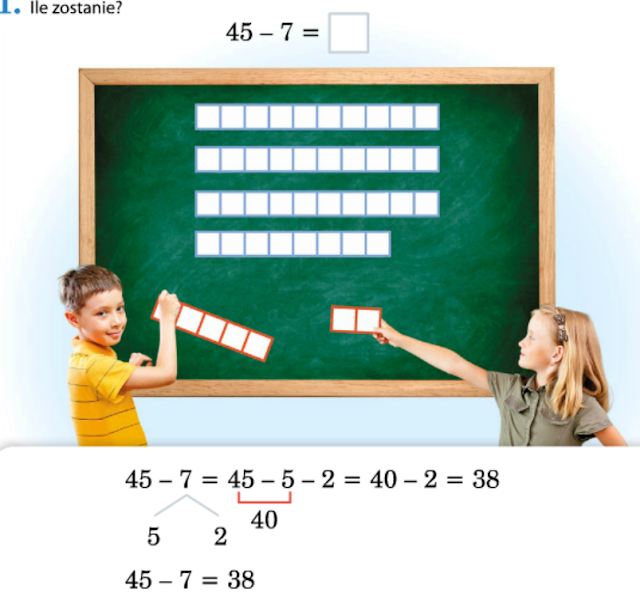 1. Ile zostanie?
45 – 7 =
45 – 7 = 45 – 5 – 2 = 40 – 2 = 38
40
5 2
45 – 7 = 38